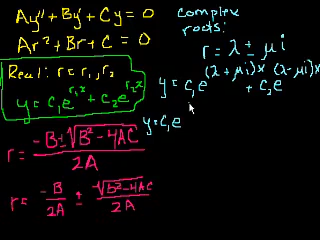 Ay" + By' + Cy = 0
Ar² + Br + C = 0
Real: r = r₁, r₂
y = c₁e^(r₁x) + c₂e^(r₂x)
r = (-B ± √(B² - 4AC)) / 2A
r = -B/2A ± √(B² - 4AC)/2A
complex
roots:
r = λ ± μi
y = c₁e^((λ + μi)x) + c₂e^((λ - μi)x)
y = c₁e